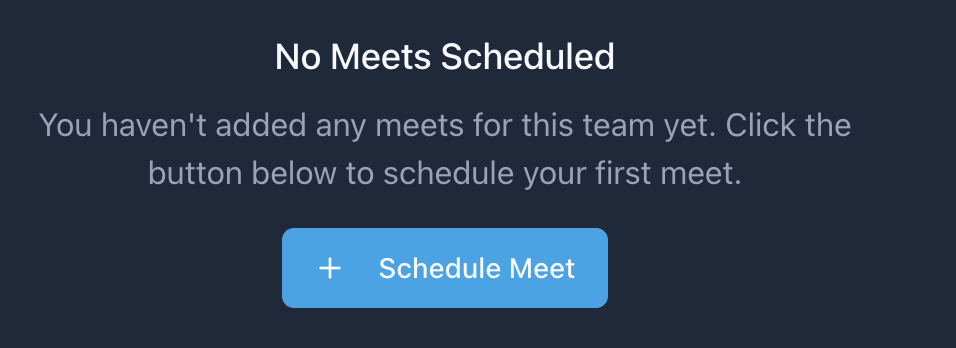 No Meets Scheduled
You haven't added any meets for this team yet. Click the
button below to schedule your first meet.
+ Schedule Meet